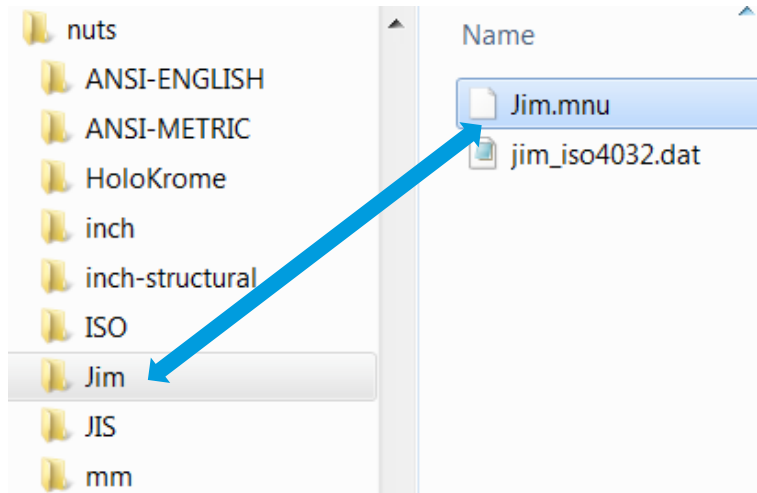 nuts
ANSI-ENGLISH
ANSI-METRIC
HoloKrome
inch
inch-structural
ISO
Jim
JIS
mm
Name
Jim.mnu
jim_iso4032.dat